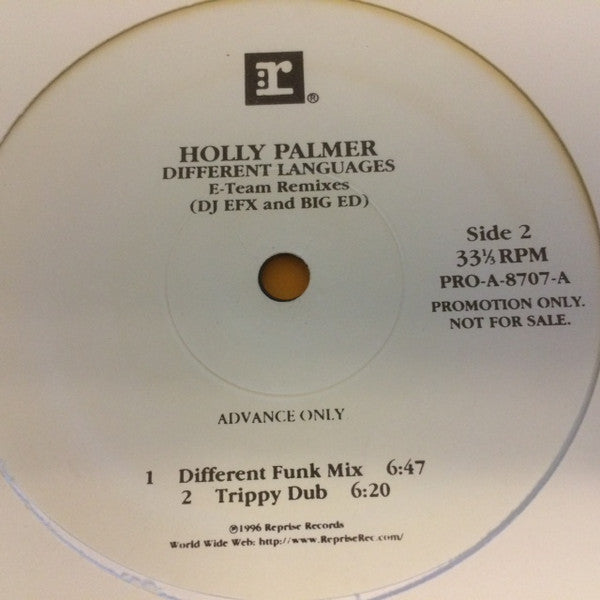 r®
HOLLY PALMER
DIFFERENT LANGUAGES
E-Team Remixes
(DJ EFX and BIG ED)
Side 2
33⅓ RPM
PRO-A-8707-A
PROMOTION ONLY.
NOT FOR SALE.
ADVANCE ONLY
1 Different Funk Mix 6:47
2 Trippy Dub 6:20
℗1996 Reprise Records
World Wide Web: http://www.RepriseRec.com/